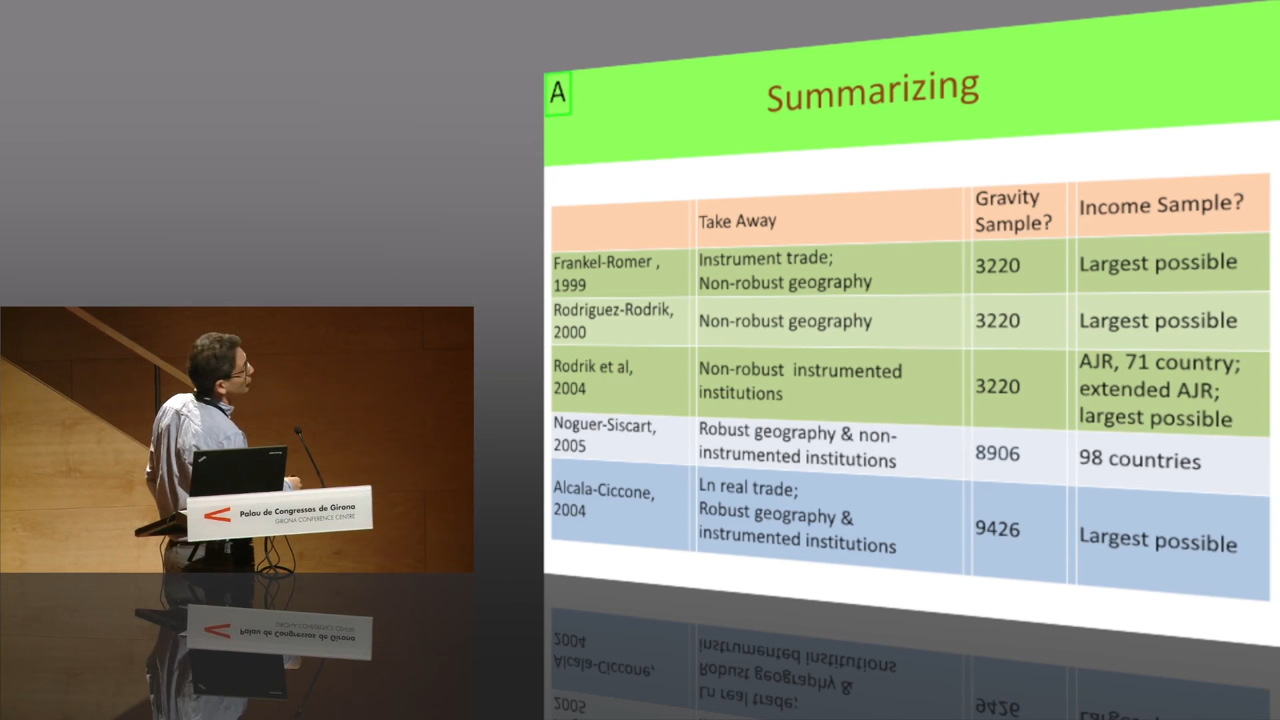 A
Summarizing
Take Away
Gravity
Sample?
Income Sample?
Frankel-Romer ,
1999
Instrument trade;
Non-robust geography
3220
Largest possible
Rodriguez-Rodrik,
2000
Non-robust geography
3220
Largest possible
Rodrik et al,
2004
Non-robust instrumented
institutions
3220
AJR, 71 country;
extended AJR;
largest possible
Noguer-Siscart,
2005
Robust geography & non-
instrumented institutions
8906
98 countries
Alcala-Ciccone,
2004
Ln real trade;
Robust geography &
instrumented institutions
9426
Largest possible
Palau de Congressos de Girona
GIRONA CONFERENCE CENTRE